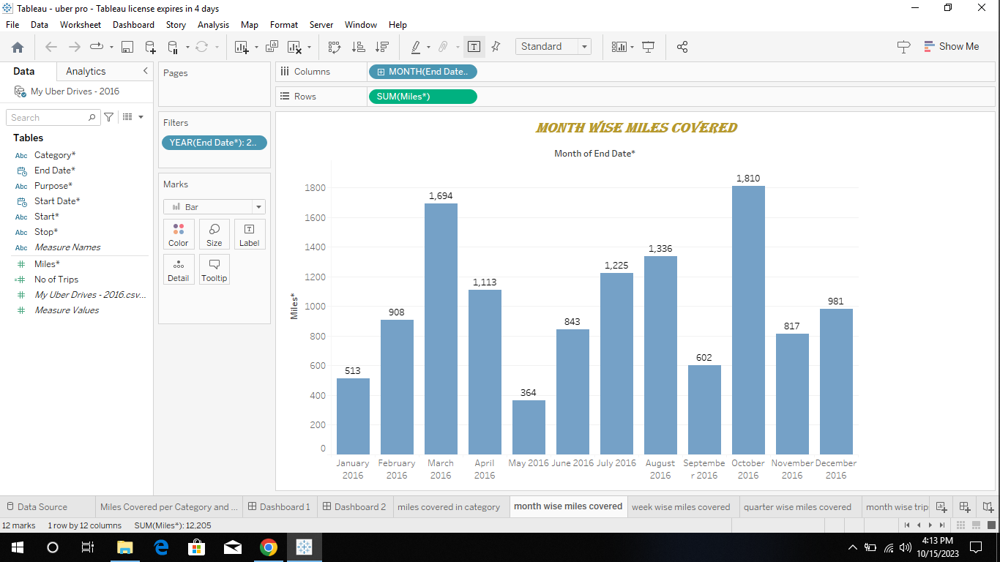 Tableau - uber pro - Tableau license expires in 4 days
File Data Worksheet Dashboard Story Analysis Map Format Server Window Help
Standard
Show Me
Data Analytics
My Uber Drives - 2016
Search
Tables
Abc Category*
End Date*
Abc Purpose*
Start Date*
Abc Start*
Abc Stop*
Abc Measure Names
Miles*
No of Trips
My Uber Drives - 2016.csv...
Measure Values
Pages
Filters
YEAR(End Date*): 2..
Marks
Bar
Color Size Label
Detail Tooltip
Columns MONTH(End Date..
Rows SUM(Miles*)
MONTH WISE MILES COVERED
Month of End Date*
Miles*
1800
1600
1400
1200
1000
800
600
400
200
0
513
908
1,694
1,113
364
843
1,225
1,336
602
1,810
817
981
January 2016
February 2016
March 2016
April 2016
May 2016
June 2016
July 2016
August 2016
Septembe
r 2016
October 2016
November 2016
December 2016
Data Source Miles Covered per Category and ... Dashboard 1 Dashboard 2 miles covered in category month wise miles covered week wise miles covered quarter wise miles covered month wise trip
12 marks 1 row by 12 columns SUM(Miles*): 12,205
4:13 PM
10/15/2023